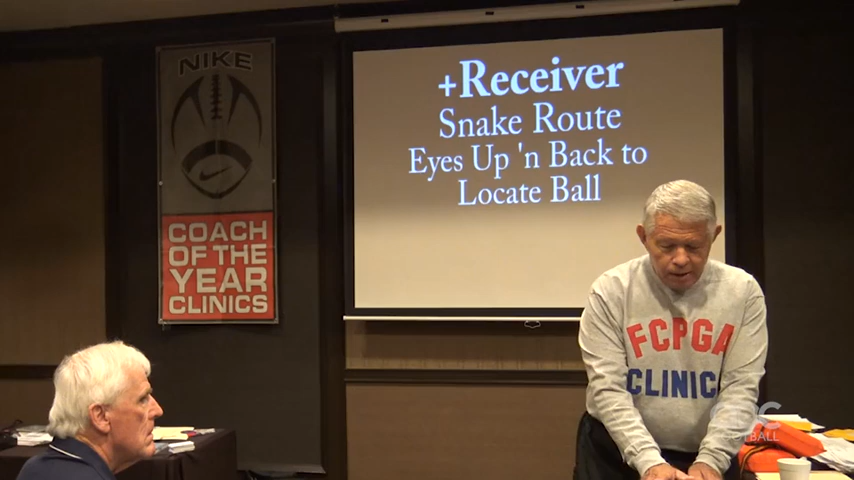 NIKE
COACH
OF THE
YEAR
CLINICS
+Receiver
Snake Route
Eyes Up 'n Back to
Locate Ball
FCPGA
CLINIC